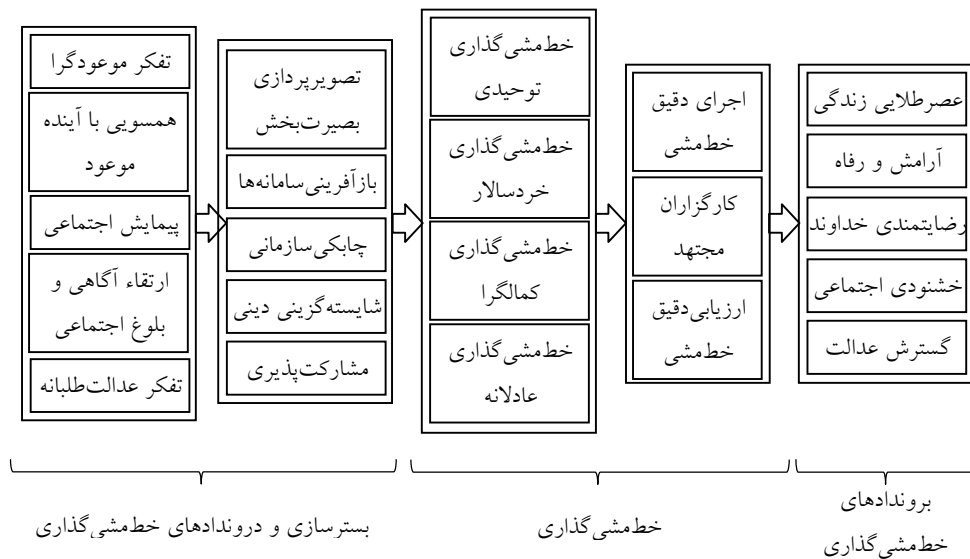 تفکر موعودگرا
همسویی با آینده
موعود
پیمایش اجتماعی
ارتقاء آگاهی و
بلوغ اجتماعی
تفکر عدالت‌طلبانه
تصویرپردازی
بصیرت‌بخش
بازآفرینی‌سامانه‌ها
چابکی‌سازمانی
شایسته‌گزینی دینی
مشارکت‌پذیری
خط‌مشی‌گذاری
توحیدی
خط‌مشی‌گذاری
خردسالار
خط‌مشی‌گذاری
کمالگرا
خط‌مشی‌گذاری
عادلانه
اجرای دقیق
خط‌مشی
کارگزاران
مجتهد
ارزیابی‌دقیق
خط‌مشی
عصرطلایی زندگی
آرامش و رفاه
رضایتمندی خداوند
خشنودی اجتماعی
گسترش عدالت
بسترسازی و دروندادهای خط‌مشی‌گذاری
خط‌مشی‌گذاری
بروندادهای
خط‌مشی‌گذاری